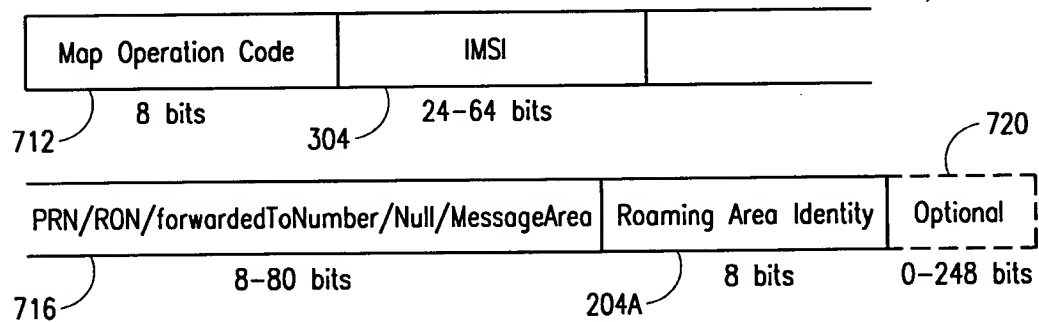 Map Operation Code IMSI
8 bits 24-64 bits
712 304
720
PRN/RON/forwardedToNumber/Null/MessageArea Roaming Area Identity Optional
8-80 bits 8 bits 0-248 bits
716 204A